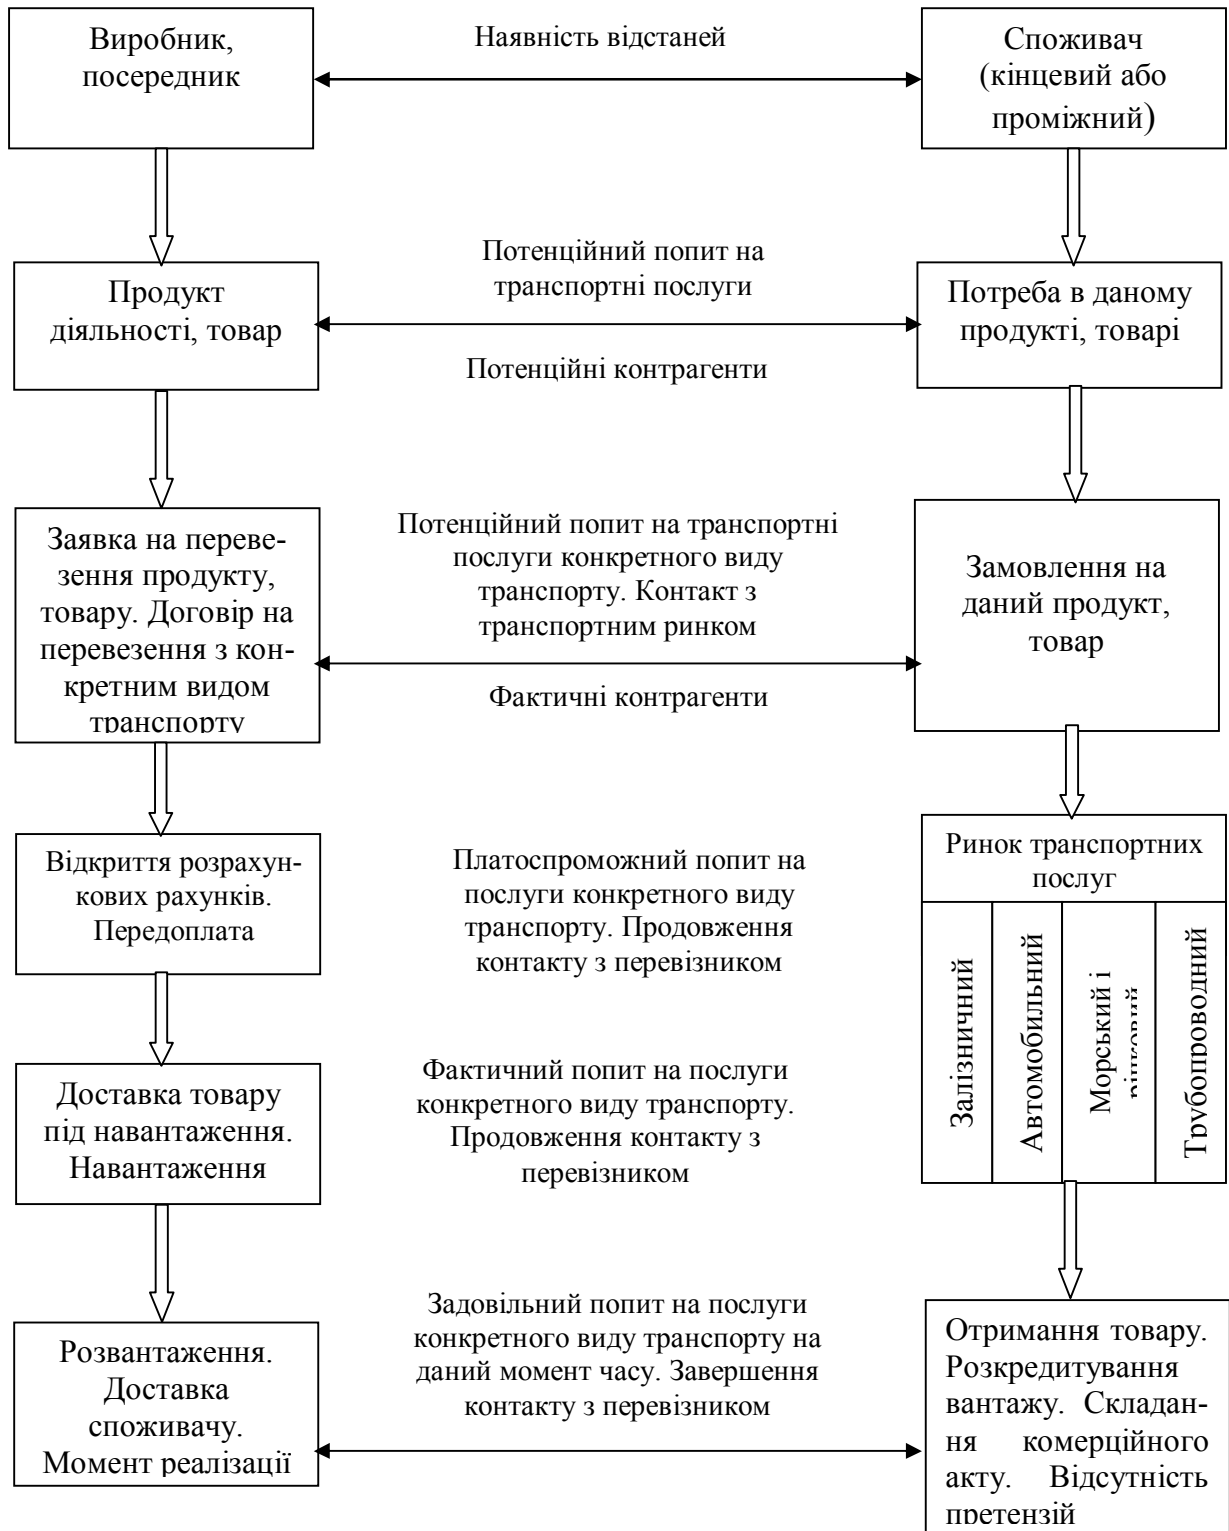 Виробник,
посередник
Наявність відстаней
Споживач
(кінцевий або
проміжний)
Потенційний попит на
транспортні послуги
Продукт
діяльності, товар
Потреба в даному
продукті, товарі
Потенційні контрагенти
Заявка на переве-
зення продукту,
товару. Договір на
перевезення з кон-
кретним видом
транспорту
Потенційний попит на транспортні
послуги конкретного виду
транспорту. Контакт з
транспортним ринком
Фактичні контрагенти
Замовлення на
даний продукт,
товар
Відкриття розрахун-
кових рахунків.
Передоплата
Платоспроможний попит на
послуги конкретного виду
транспорту. Продовження
контакту з перевізником
Ринок транспортних
послуг
Залізничний
Автомобільний
Морський і
Трубопроводний
Доставка товару
під навантаження.
Навантаження
Фактичний попит на послуги
конкретного виду транспорту.
Продовження контакту з
перевізником
Розвантаження.
Доставка
споживачу.
Момент реалізації
Задовільний попит на послуги
конкретного виду транспорту на
даний момент часу. Завершення
контакту з перевізником
Отримання товару.
Розкредитування
вантажу. Складан-
ня комерційного
акту. Відсутність
претензій